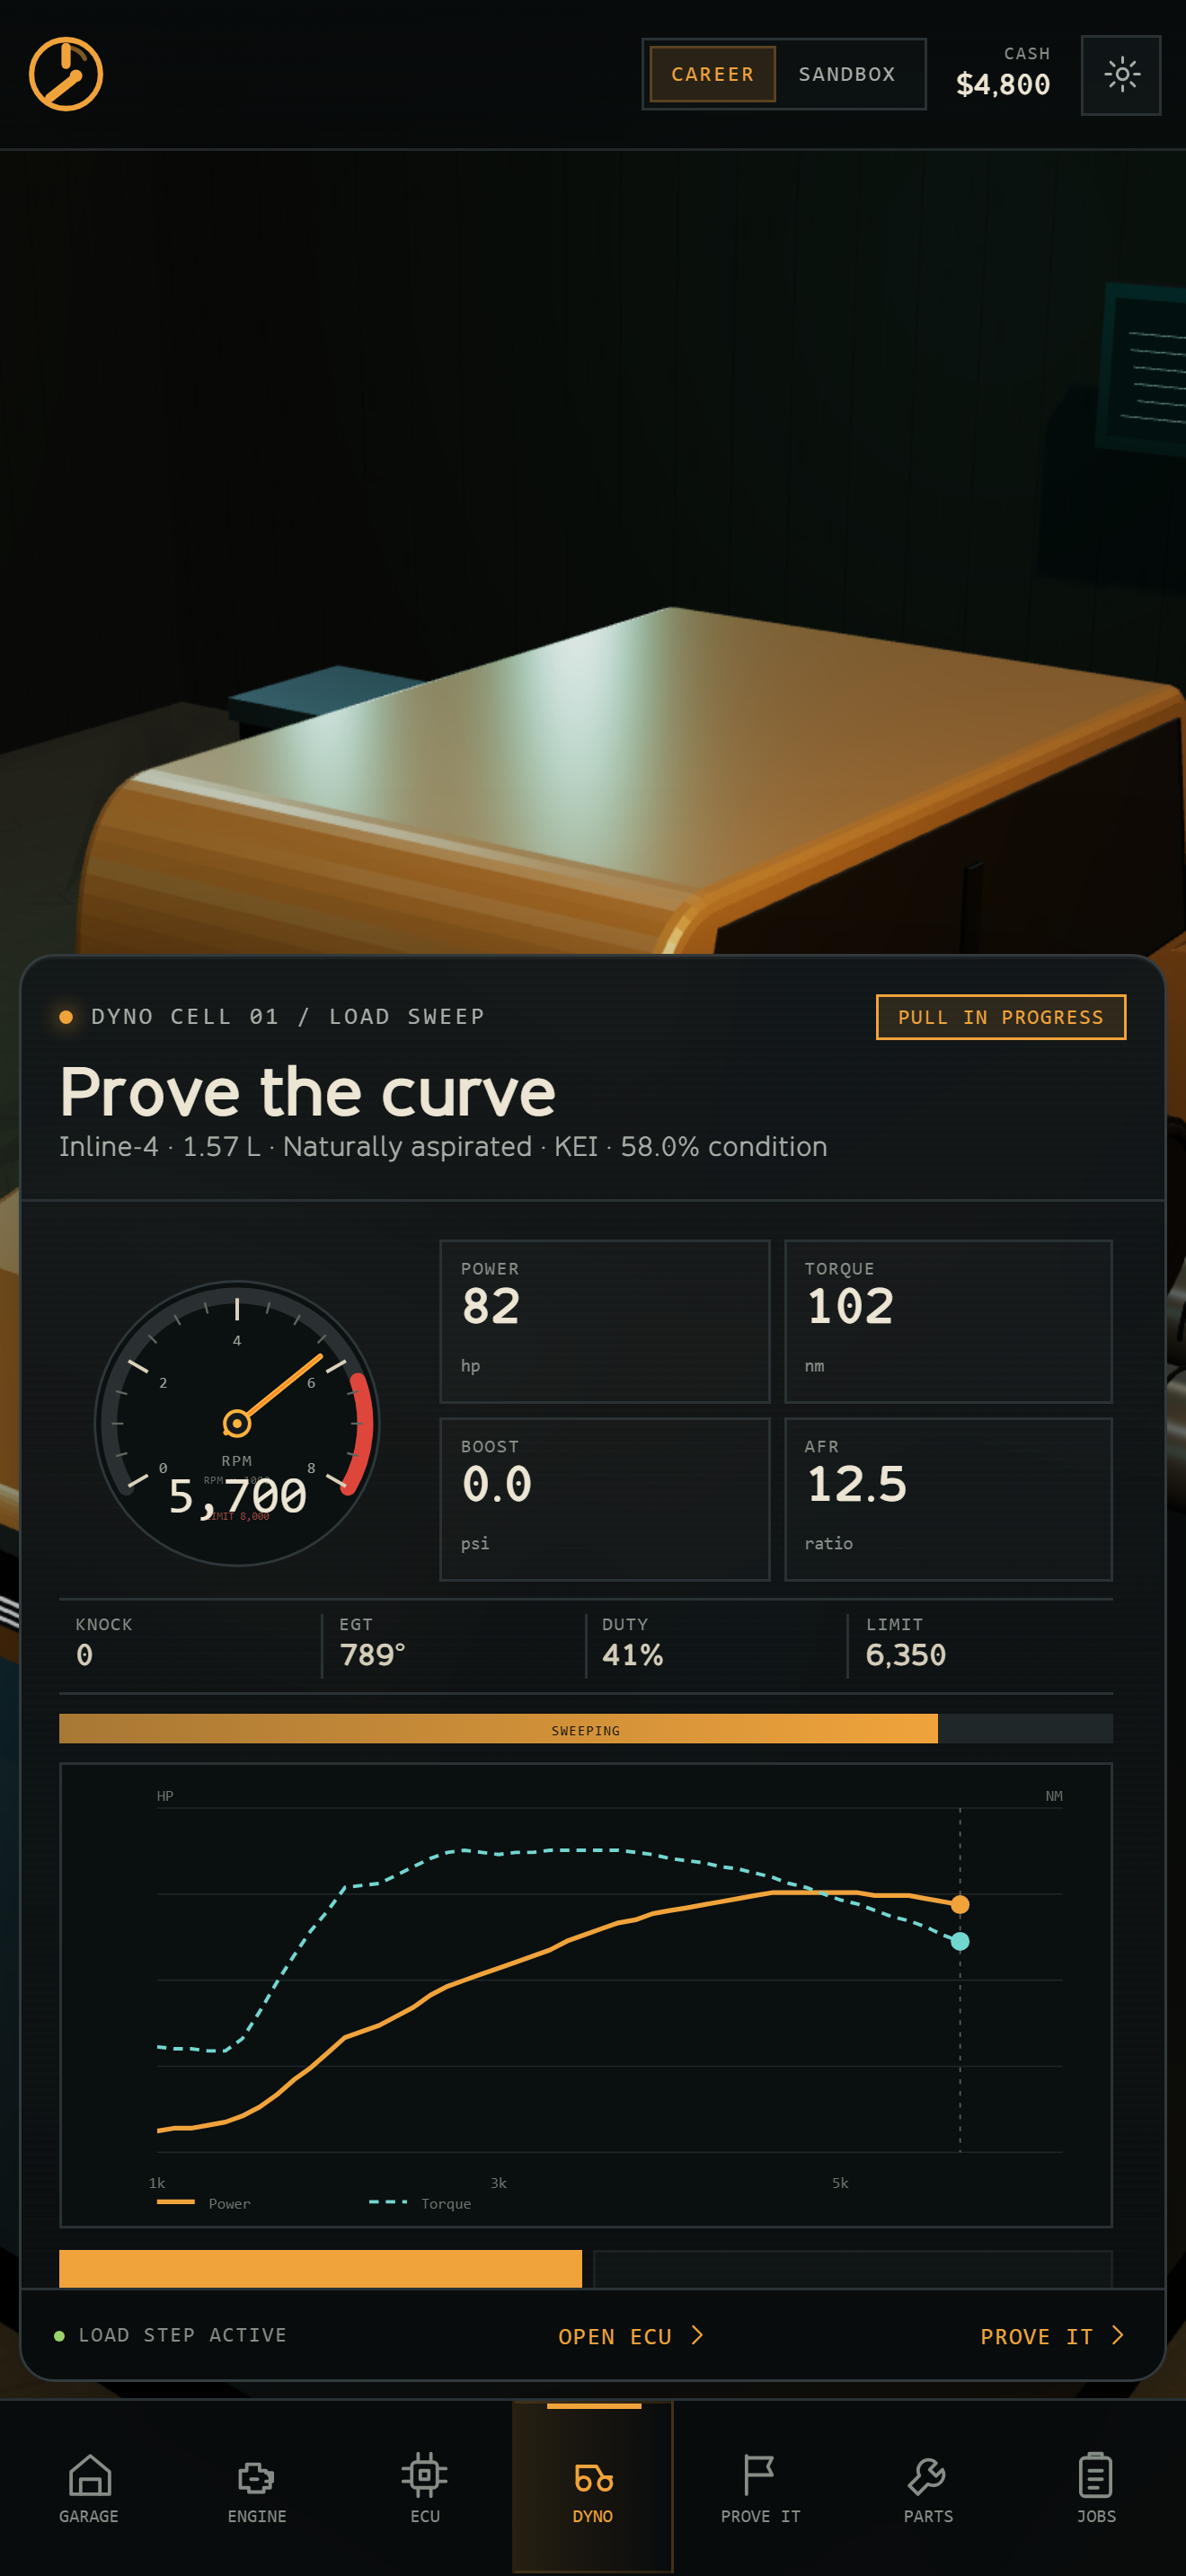 CAREER SANDBOX
CASH
$4,800
DYNO CELL 01 / LOAD SWEEP
PULL IN PROGRESS
Prove the curve
Inline-4 · 1.57 L · Naturally aspirated · KEI · 58.0% condition
0 2 4 6 8
RPM
5,700
LIMIT 8,000
POWER
82
hp
TORQUE
102
nm
BOOST
0.0
psi
AFR
12.5
ratio
KNOCK
0
EGT
789°
DUTY
41%
LIMIT
6,350
SWEEPING
HP NM
1k 3k 5k
Power Torque
LOAD STEP ACTIVE
OPEN ECU
PROVE IT
GARAGE ENGINE ECU DYNO PROVE IT PARTS JOBS